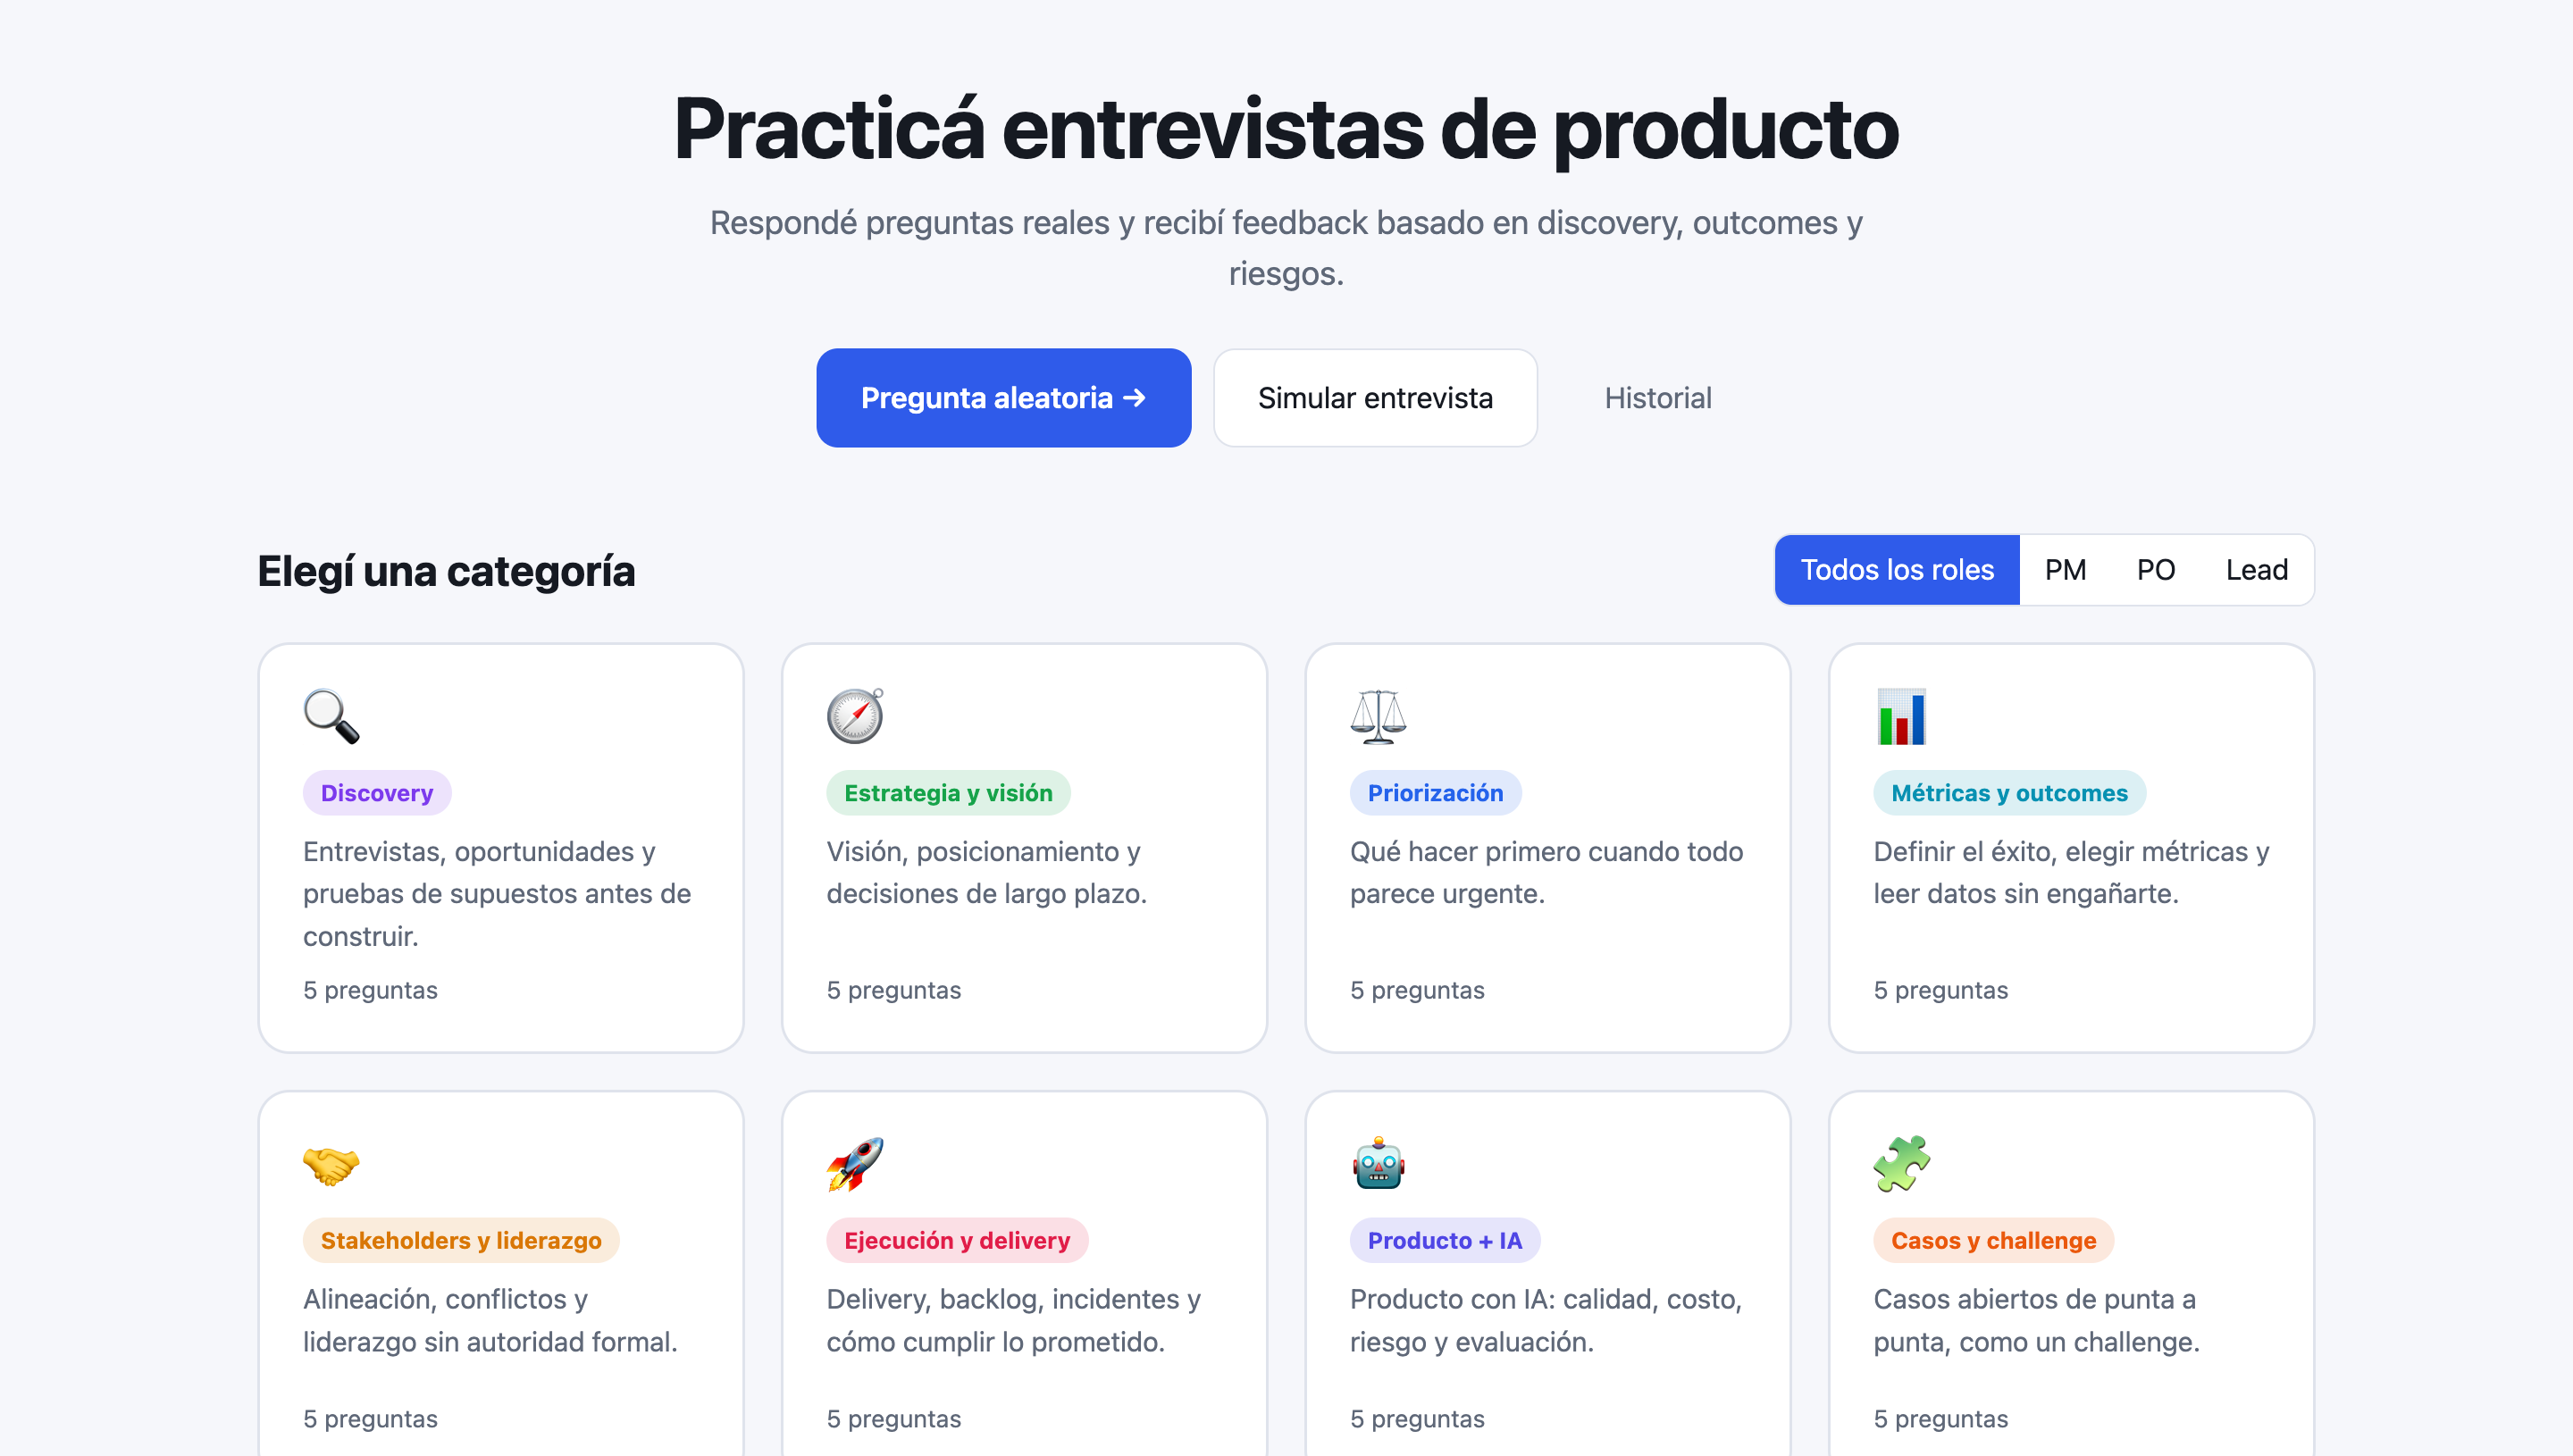 Practicá entrevistas de producto
Respondé preguntas reales y recibí feedback basado en discovery, outcomes y
riesgos.
Pregunta aleatoria →
Simular entrevista
Historial
Elegí una categoría
Todos los roles
PM
PO
Lead
Discovery
Entrevistas, oportunidades y
pruebas de supuestos antes de
construir.
5 preguntas
Estrategia y visión
Visión, posicionamiento y
decisiones de largo plazo.
5 preguntas
Priorización
Qué hacer primero cuando todo
parece urgente.
5 preguntas
Métricas y outcomes
Definir el éxito, elegir métricas y
leer datos sin engañarte.
5 preguntas
Stakeholders y liderazgo
Alineación, conflictos y
liderazgo sin autoridad formal.
5 preguntas
Ejecución y delivery
Delivery, backlog, incidentes y
cómo cumplir lo prometido.
5 preguntas
Producto + IA
Producto con IA: calidad, costo,
riesgo y evaluación.
5 preguntas
Casos y challenge
Casos abiertos de punta a
punta, como un challenge.
5 preguntas